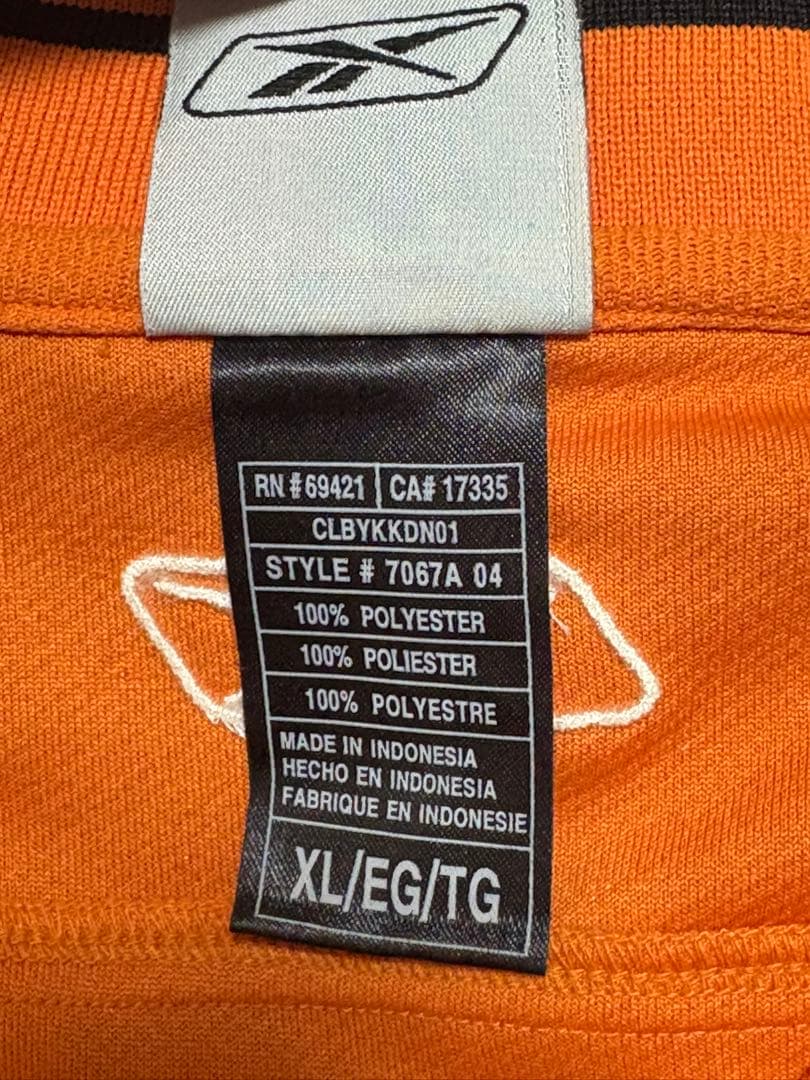 RN # 69421 CA# 17335
CLBYKKDN01
STYLE # 7067A 04
100% POLYESTER
100% POLIESTER
100% POLYESTRE
MADE IN INDONESIA
HECHO EN INDONESIA
FABRIQUE EN INDONESIE
XL/EG/TG